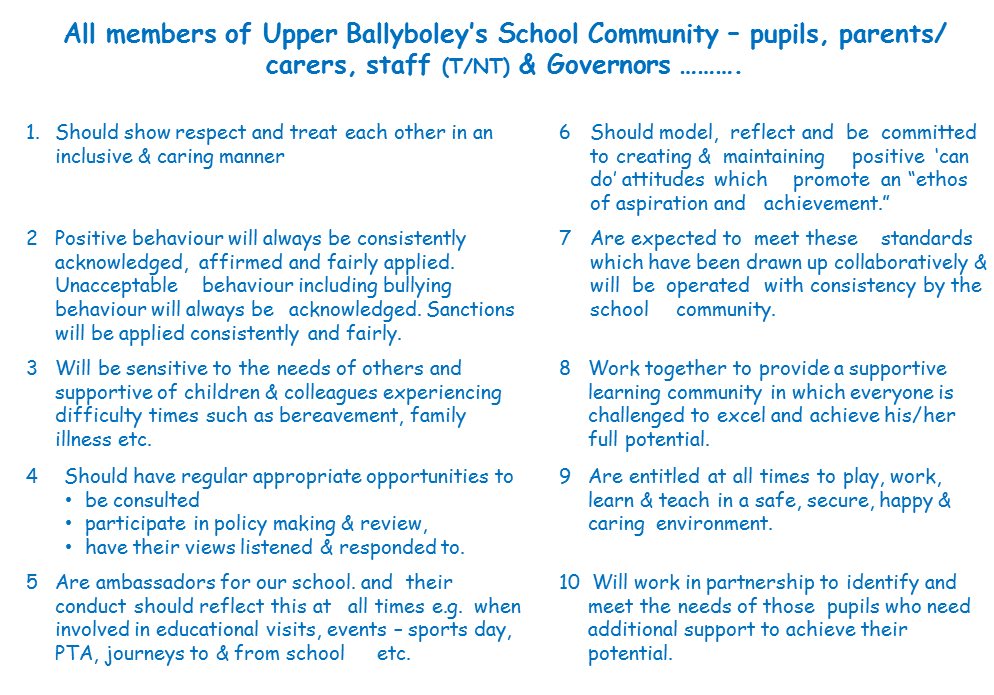 All members of Upper Ballyboley's School Community – pupils, parents/
carers, staff (T/NT) & Governors ……….
1. Should show respect and treat each other in an
inclusive & caring manner
2 Positive behaviour will always be consistently
acknowledged, affirmed and fairly applied.
Unacceptable behaviour including bullying
behaviour will always be acknowledged. Sanctions
will be applied consistently and fairly.
3 Will be sensitive to the needs of others and
supportive of children & colleagues experiencing
difficulty times such as bereavement, family
illness etc.
4 Should have regular appropriate opportunities to
• be consulted
• participate in policy making & review,
• have their views listened & responded to.
5 Are ambassadors for our school. and their
conduct should reflect this at all times e.g. when
involved in educational visits, events – sports day,
PTA, journeys to & from school etc.
6 Should model, reflect and be committed
to creating & maintaining positive 'can
do' attitudes which promote an "ethos
of aspiration and achievement."
7 Are expected to meet these standards
which have been drawn up collaboratively &
will be operated with consistency by the
school community.
8 Work together to provide a supportive
learning community in which everyone is
challenged to excel and achieve his/her
full potential.
9 Are entitled at all times to play, work,
learn & teach in a safe, secure, happy &
caring environment.
10 Will work in partnership to identify and
meet the needs of those pupils who need
additional support to achieve their
potential.